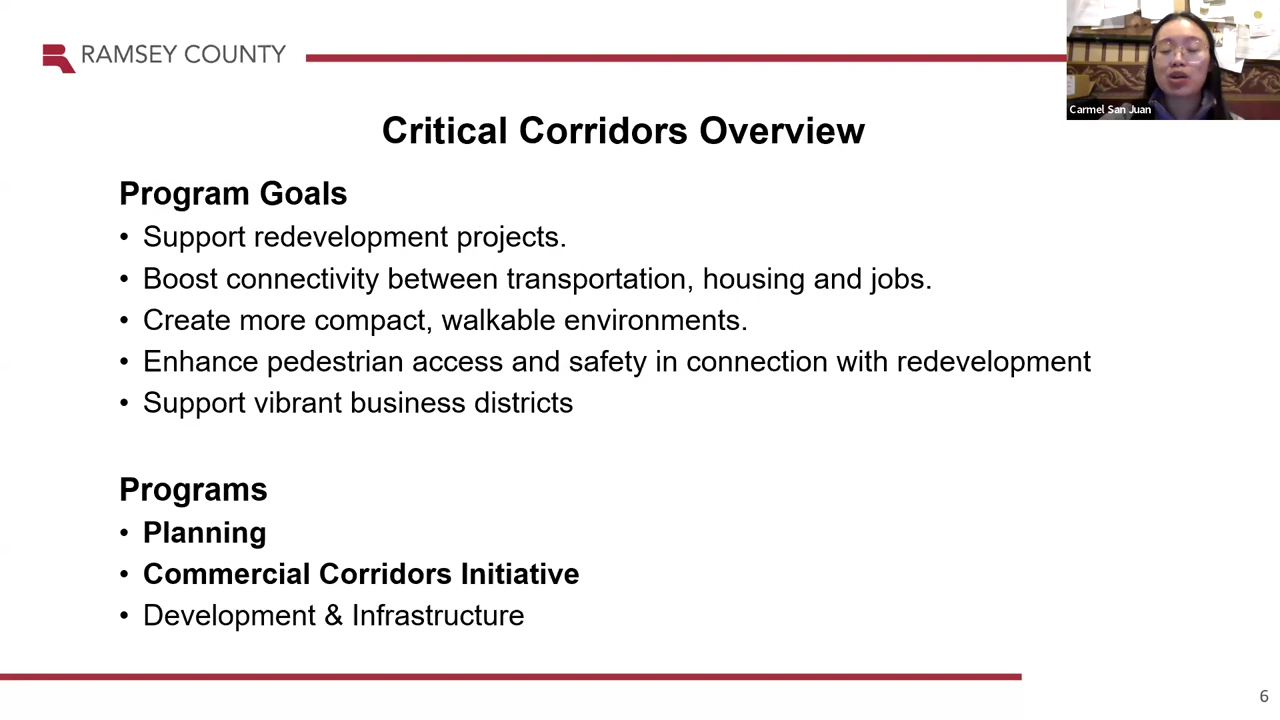 RAMSEY COUNTY
Carmel San Juan
Critical Corridors Overview
Program Goals
• Support redevelopment projects.
• Boost connectivity between transportation, housing and jobs.
• Create more compact, walkable environments.
• Enhance pedestrian access and safety in connection with redevelopment
• Support vibrant business districts
Programs
• Planning
• Commercial Corridors Initiative
• Development & Infrastructure
6